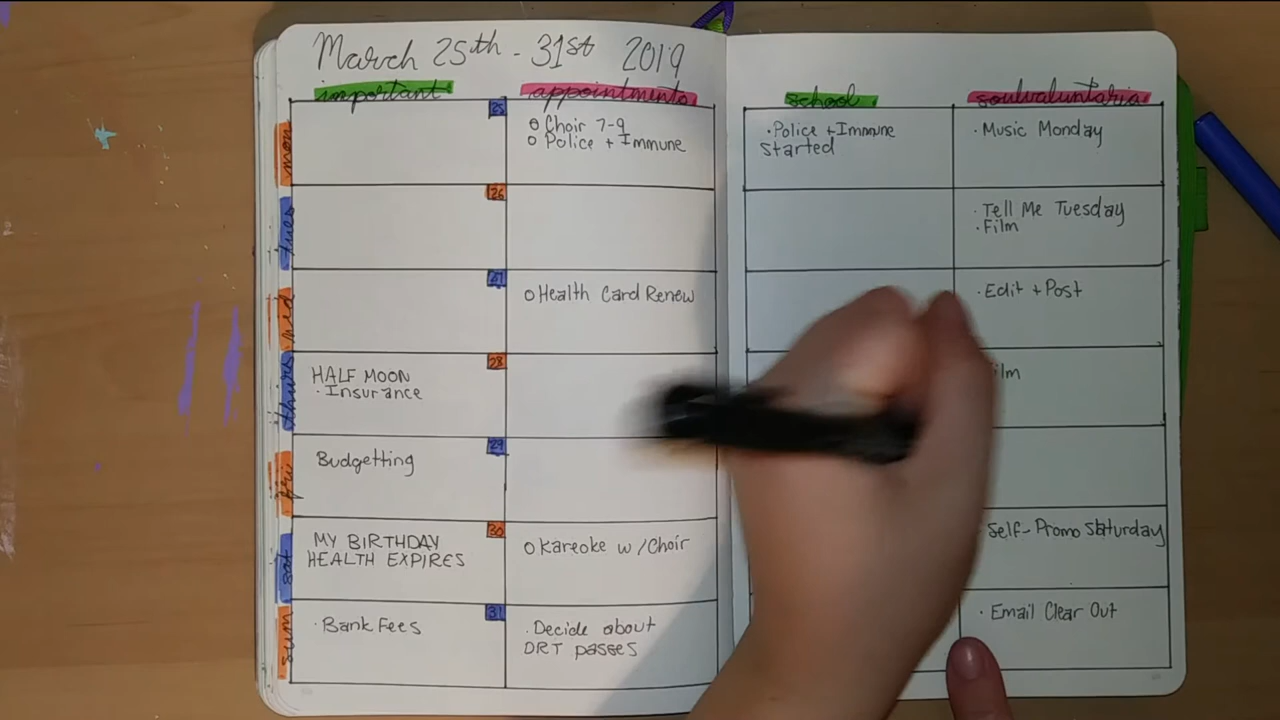 March 25th - 31st 2019
important
appointments
school
soulvaluntaria
mon
25
Choir 7-9
Police + Immune
· Police + Immune
started
· Music Monday
tues
26
· Tell Me Tuesday
· Film
wed
27
Health Card Renew
· Edit + Post
thurs
28
HALF MOON
· Insurance
ilm
fri
29
Budgetting
sat
30
MY BIRTHDAY
HEALTH EXPIRES
Kareoke w/Choir
Self-Promo Saturday
sun
31
· Bank Fees
· Decide about
DRT passes
· Email Clear Out